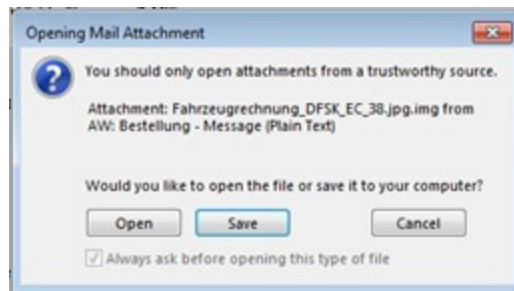 Opening Mail Attachment
You should only open attachments from a trustworthy source.
Attachment: Fahrzeugrechnung_DFSK_EC_38.jpg.img from
AW: Bestellung - Message (Plain Text)
Would you like to open the file or save it to your computer?
Open Save Cancel
Always ask before opening this type of file